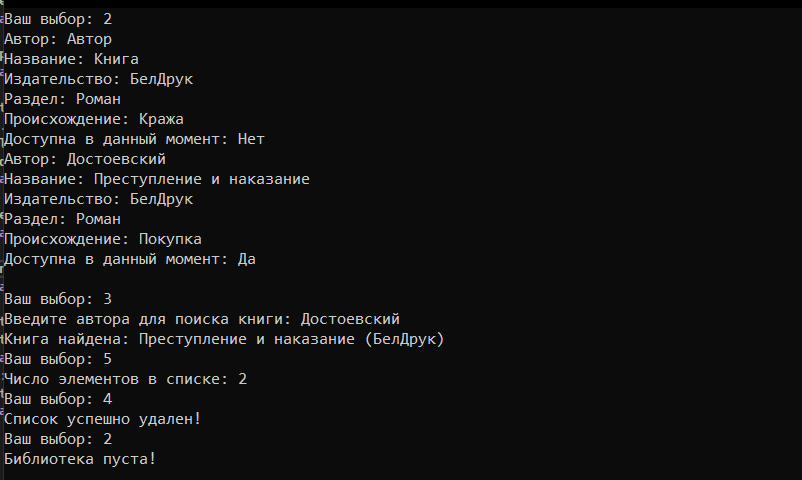 Ваш выбор: 2
Автор: Автор
Название: Книга
Издательство: БелДрук
Раздел: Роман
Происхождение: Кража
Доступна в данный момент: Нет
Автор: Достоевский
Название: Преступление и наказание
Издательство: БелДрук
Раздел: Роман
Происхождение: Покупка
Доступна в данный момент: Да
Ваш выбор: 3
Введите автора для поиска книги: Достоевский
Книга найдена: Преступление и наказание (БелДрук)
Ваш выбор: 5
Число элементов в списке: 2
Ваш выбор: 4
Список успешно удален!
Ваш выбор: 2
Библиотека пуста!